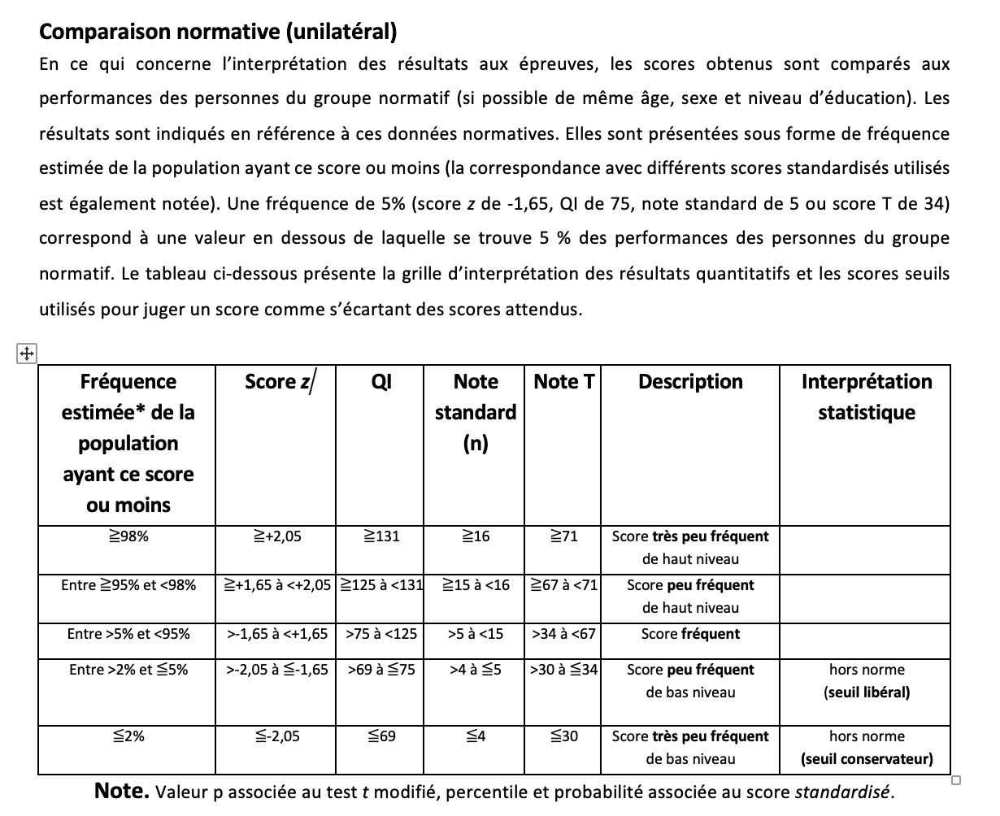 Comparaison normative (unilatéral)
En ce qui concerne l’interprétation des résultats aux épreuves, les scores obtenus sont comparés aux
performances des personnes du groupe normatif (si possible de même âge, sexe et niveau d’éducation). Les
résultats sont indiqués en référence à ces données normatives. Elles sont présentées sous forme de fréquence
estimée de la population ayant ce score ou moins (la correspondance avec différents scores standardisés utilisés
est également notée). Une fréquence de 5% (score z de -1,65, QI de 75, note standard de 5 ou score T de 34)
correspond à une valeur en dessous de laquelle se trouve 5 % des performances des personnes du groupe
normatif. Le tableau ci-dessous présente la grille d’interprétation des résultats quantitatifs et les scores seuils
utilisés pour juger un score comme s’écartant des scores attendus.
Fréquence
estimée* de la
population
ayant ce score
ou moins
Score z/
QI
Note
standard
(n)
Note T
Description
Interprétation
statistique
≧98%
≧+2,05
≧131
≧16
≧71
Score très peu fréquent
de haut niveau
Entre ≧95% et <98%
≧+1,65 à <+2,05
≧125 à <131
≧15 à <16
≧67 à <71
Score peu fréquent
de haut niveau
Entre >5% et <95%
>-1,65 à <+1,65
>75 à <125
>5 à <15
>34 à <67
Score fréquent
Entre >2% et ≦5%
>-2,05 à ≦-1,65
>69 à ≦75
>4 à ≦5
>30 à ≦34
Score peu fréquent
de bas niveau
hors norme
(seuil libéral)
≦2%
≦-2,05
≦69
≦4
≦30
Score très peu fréquent
de bas niveau
hors norme
(seuil conservateur)
Note. Valeur p associée au test t modifié, percentile et probabilité associée au score standardisé.